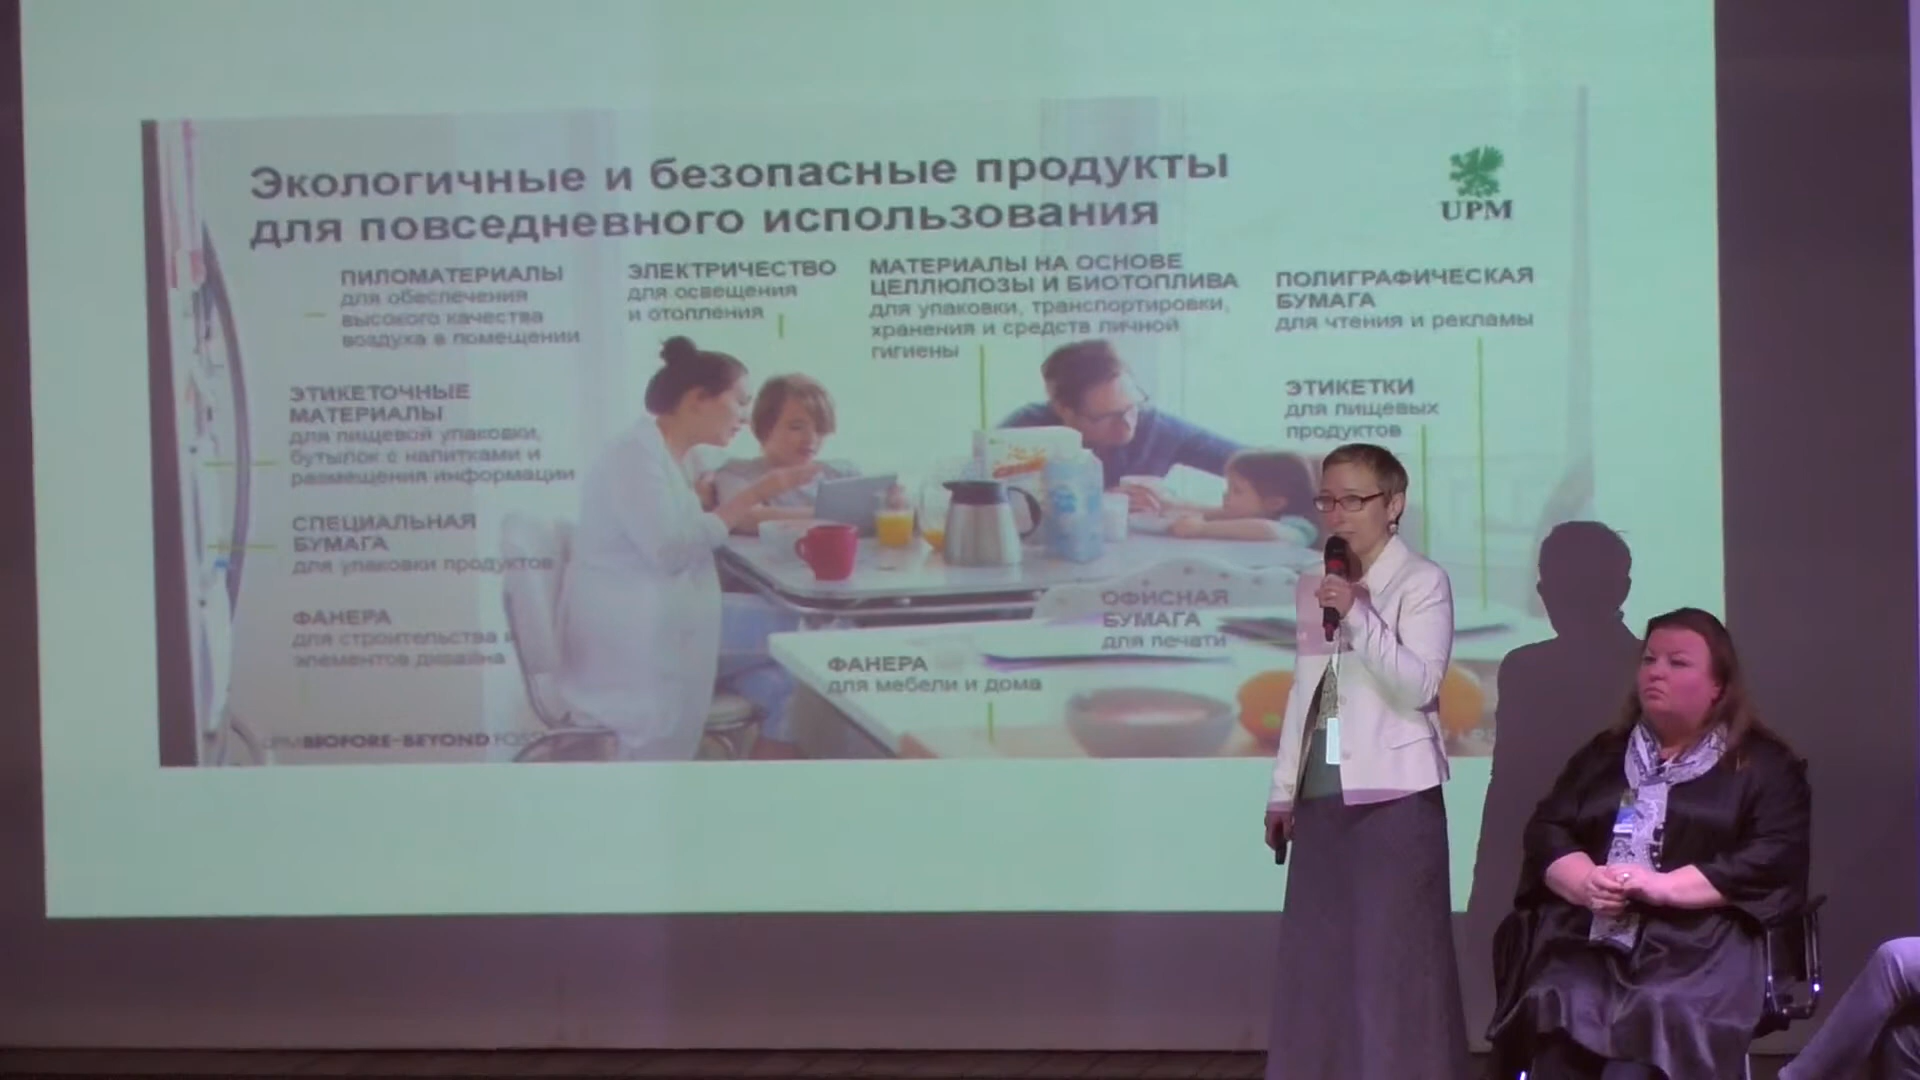 Экологичные и безопасные продукты
для повседневного использования
UPM
ПИЛОМАТЕРИАЛЫ
для обеспечения
высокого качества
воздуха в помещении
ЭЛЕКТРИЧЕСТВО
для освещения
и отопления
МАТЕРИАЛЫ НА ОСНОВЕ
ЦЕЛЛЮЛОЗЫ И БИОТОПЛИВА
для упаковки, транспортировки,
хранения и средств личной
гигиены
ПОЛИГРАФИЧЕСКАЯ
БУМАГА
для чтения и рекламы
ЭТИКЕТОЧНЫЕ
МАТЕРИАЛЫ
для пищевой упаковки,
бутылок с напитками и
размещения информации
ЭТИКЕТКИ
для пищевых
продуктов
СПЕЦИАЛЬНАЯ
БУМАГА
для упаковки продуктов
ФАНЕРА
для строительства и
элементов дизайна
ОФИСНАЯ
БУМАГА
для печати
ФАНЕРА
для мебели и дома
UPM BIOFORE-BEYOND